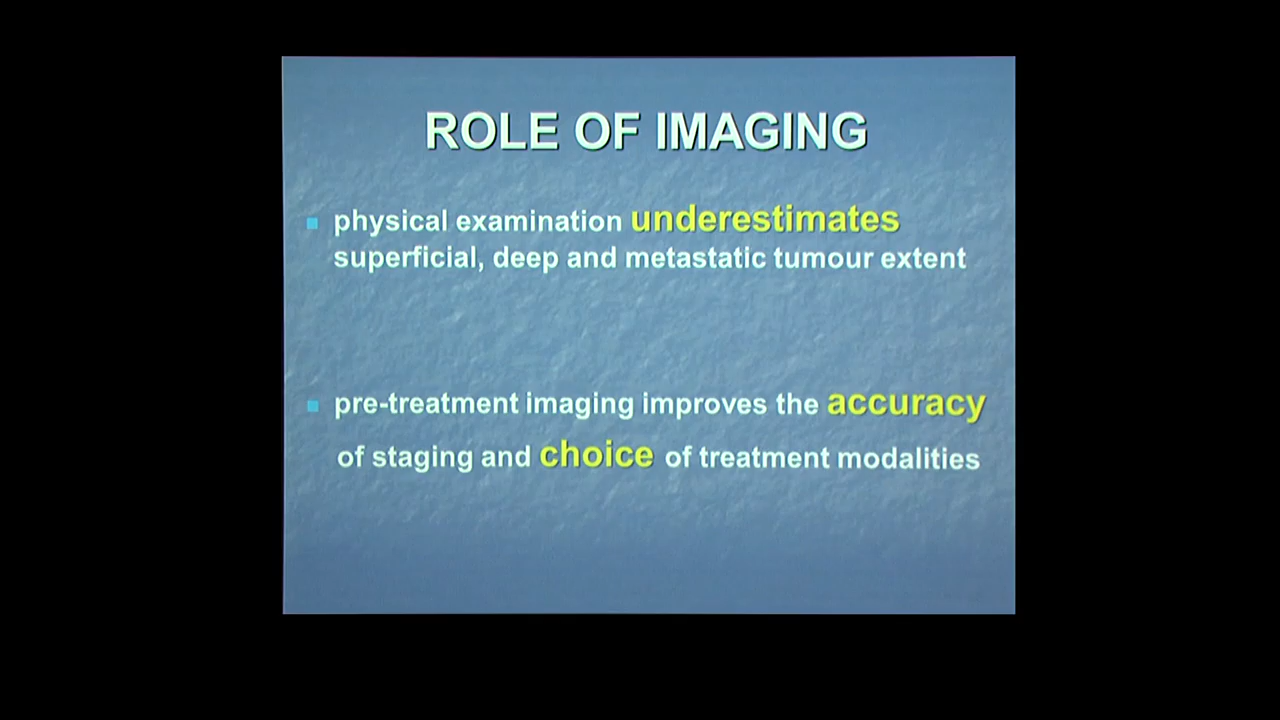 ROLE OF IMAGING
physical examination underestimates
superficial, deep and metastatic tumour extent
pre-treatment imaging improves the accuracy
of staging and choice of treatment modalities